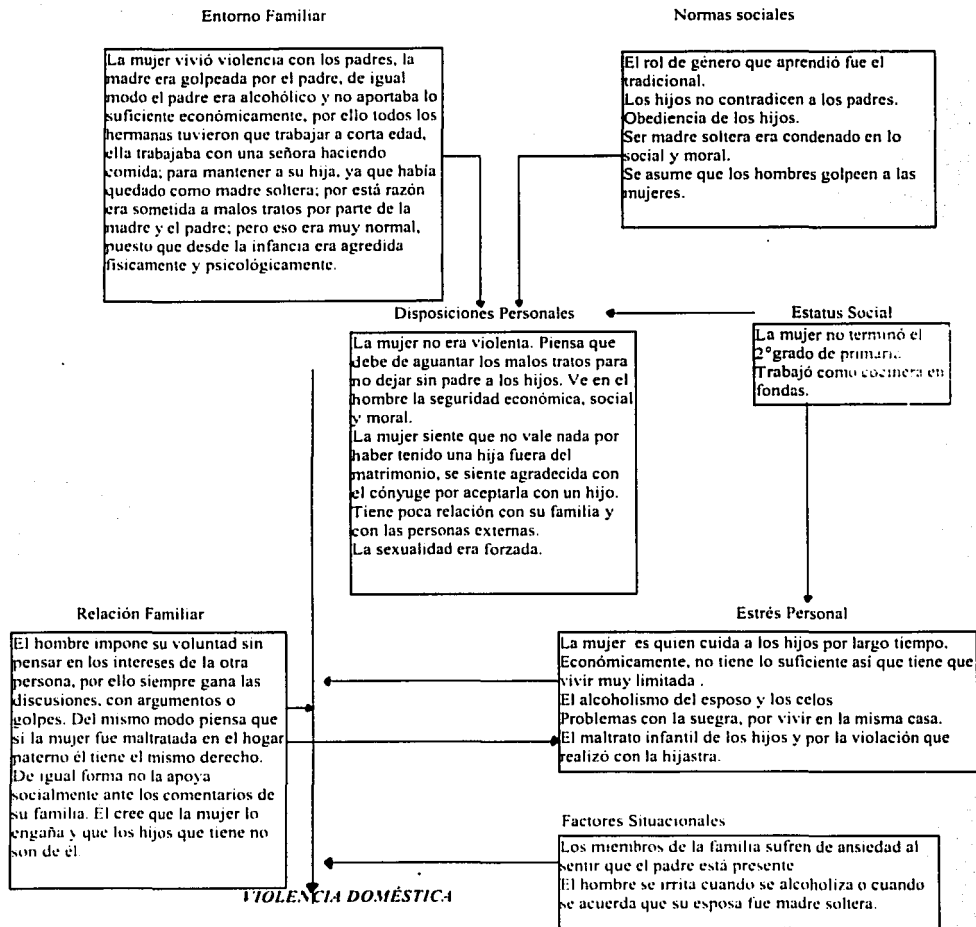 Entorno Familiar
La mujer vivió violencia con los padres, la
madre era golpeada por el padre, de igual
modo el padre era alcohólico y no aportaba lo
suficiente económicamente, por ello todos los
hermanas tuvieron que trabajar a corta edad,
ella trabajaba con una señora haciendo
comida; para mantener a su hija, ya que había
quedado como madre soltera; por está razón
era sometida a malos tratos por parte de la
madre y el padre; pero eso era muy normal,
puesto que desde la infancia era agredida
fisicamente y psicológicamente.
Normas sociales
El rol de género que aprendió fue el
tradicional.
Los hijos no contradicen a los padres.
Obediencia de los hijos.
Ser madre soltera era condenado en lo
social y moral.
Se asume que los hombres golpeen a las
mujeres.
Disposiciones Personales
La mujer no era violenta. Piensa que
debe de aguantar los malos tratos para
no dejar sin padre a los hijos. Ve en el
hombre la seguridad económica, social
y moral.
La mujer siente que no vale nada por
haber tenido una hija fuera del
matrimonio, se siente agradecida con
el cónyuge por aceptarla con un hijo.
Tiene poca relación con su familia y
con las personas externas.
La sexualidad era forzada.
Estatus Social
La mujer no terminó el
2°grado de primaria.
Trabajó como cocinera en
fondas.
Relación Familiar
El hombre impone su voluntad sin
pensar en los intereses de la otra
persona, por ello siempre gana las
discusiones, con argumentos o
golpes. Del mismo modo piensa que
si la mujer fue maltratada en el hogar
paterno él tiene el mismo derecho.
De igual forma no la apoya
socialmente ante los comentarios de
su familia. El cree que la mujer lo
engaña y que los hijos que tiene no
son de él.
Estrés Personal
La mujer es quien cuida a los hijos por largo tiempo.
Económicamente, no tiene lo suficiente así que tiene que
vivir muy limitada .
El alcoholismo del esposo y los celos
Problemas con la suegra, por vivir en la misma casa.
El maltrato infantil de los hijos y por la violación que
realizó con la hijastra.
Factores Situacionales
Los miembros de la familia sufren de ansiedad al
sentir que el padre está presente
El hombre se irrita cuando se alcoholiza o cuando
se acuerda que su esposa fue madre soltera.
VIOLENCIA DOMÉSTICA